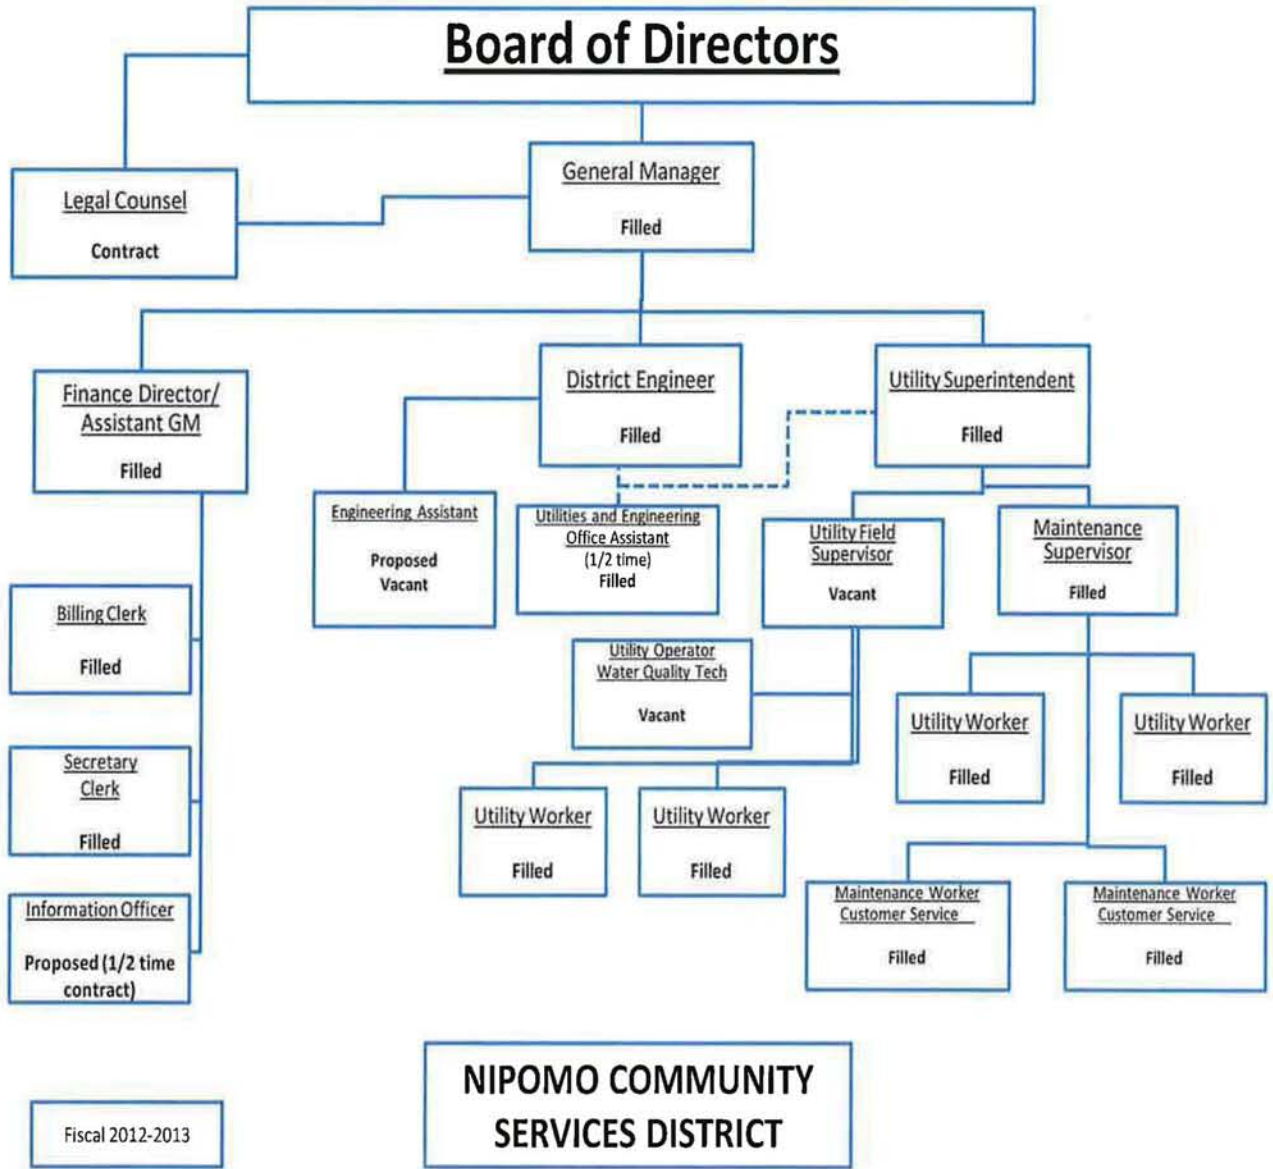 Board of Directors
General Manager
Filled
Legal Counsel
Contract
Finance Director/
Assistant GM
Filled
District Engineer
Filled
Utility Superintendent
Filled
Engineering Assistant
Proposed
Vacant
Utilities and Engineering
Office Assistant
(1/2 time)
Filled
Utility Field
Supervisor
Vacant
Maintenance
Supervisor
Filled
Billing Clerk
Filled
Utility Operator
Water Quality Tech
Vacant
Utility Worker
Filled
Utility Worker
Filled
Secretary
Clerk
Filled
Utility Worker
Filled
Utility Worker
Filled
Maintenance Worker
Customer Service
Filled
Maintenance Worker
Customer Service
Filled
Information Officer
Proposed (1/2 time
contract)
NIPOMO COMMUNITY
SERVICES DISTRICT
Fiscal 2012-2013